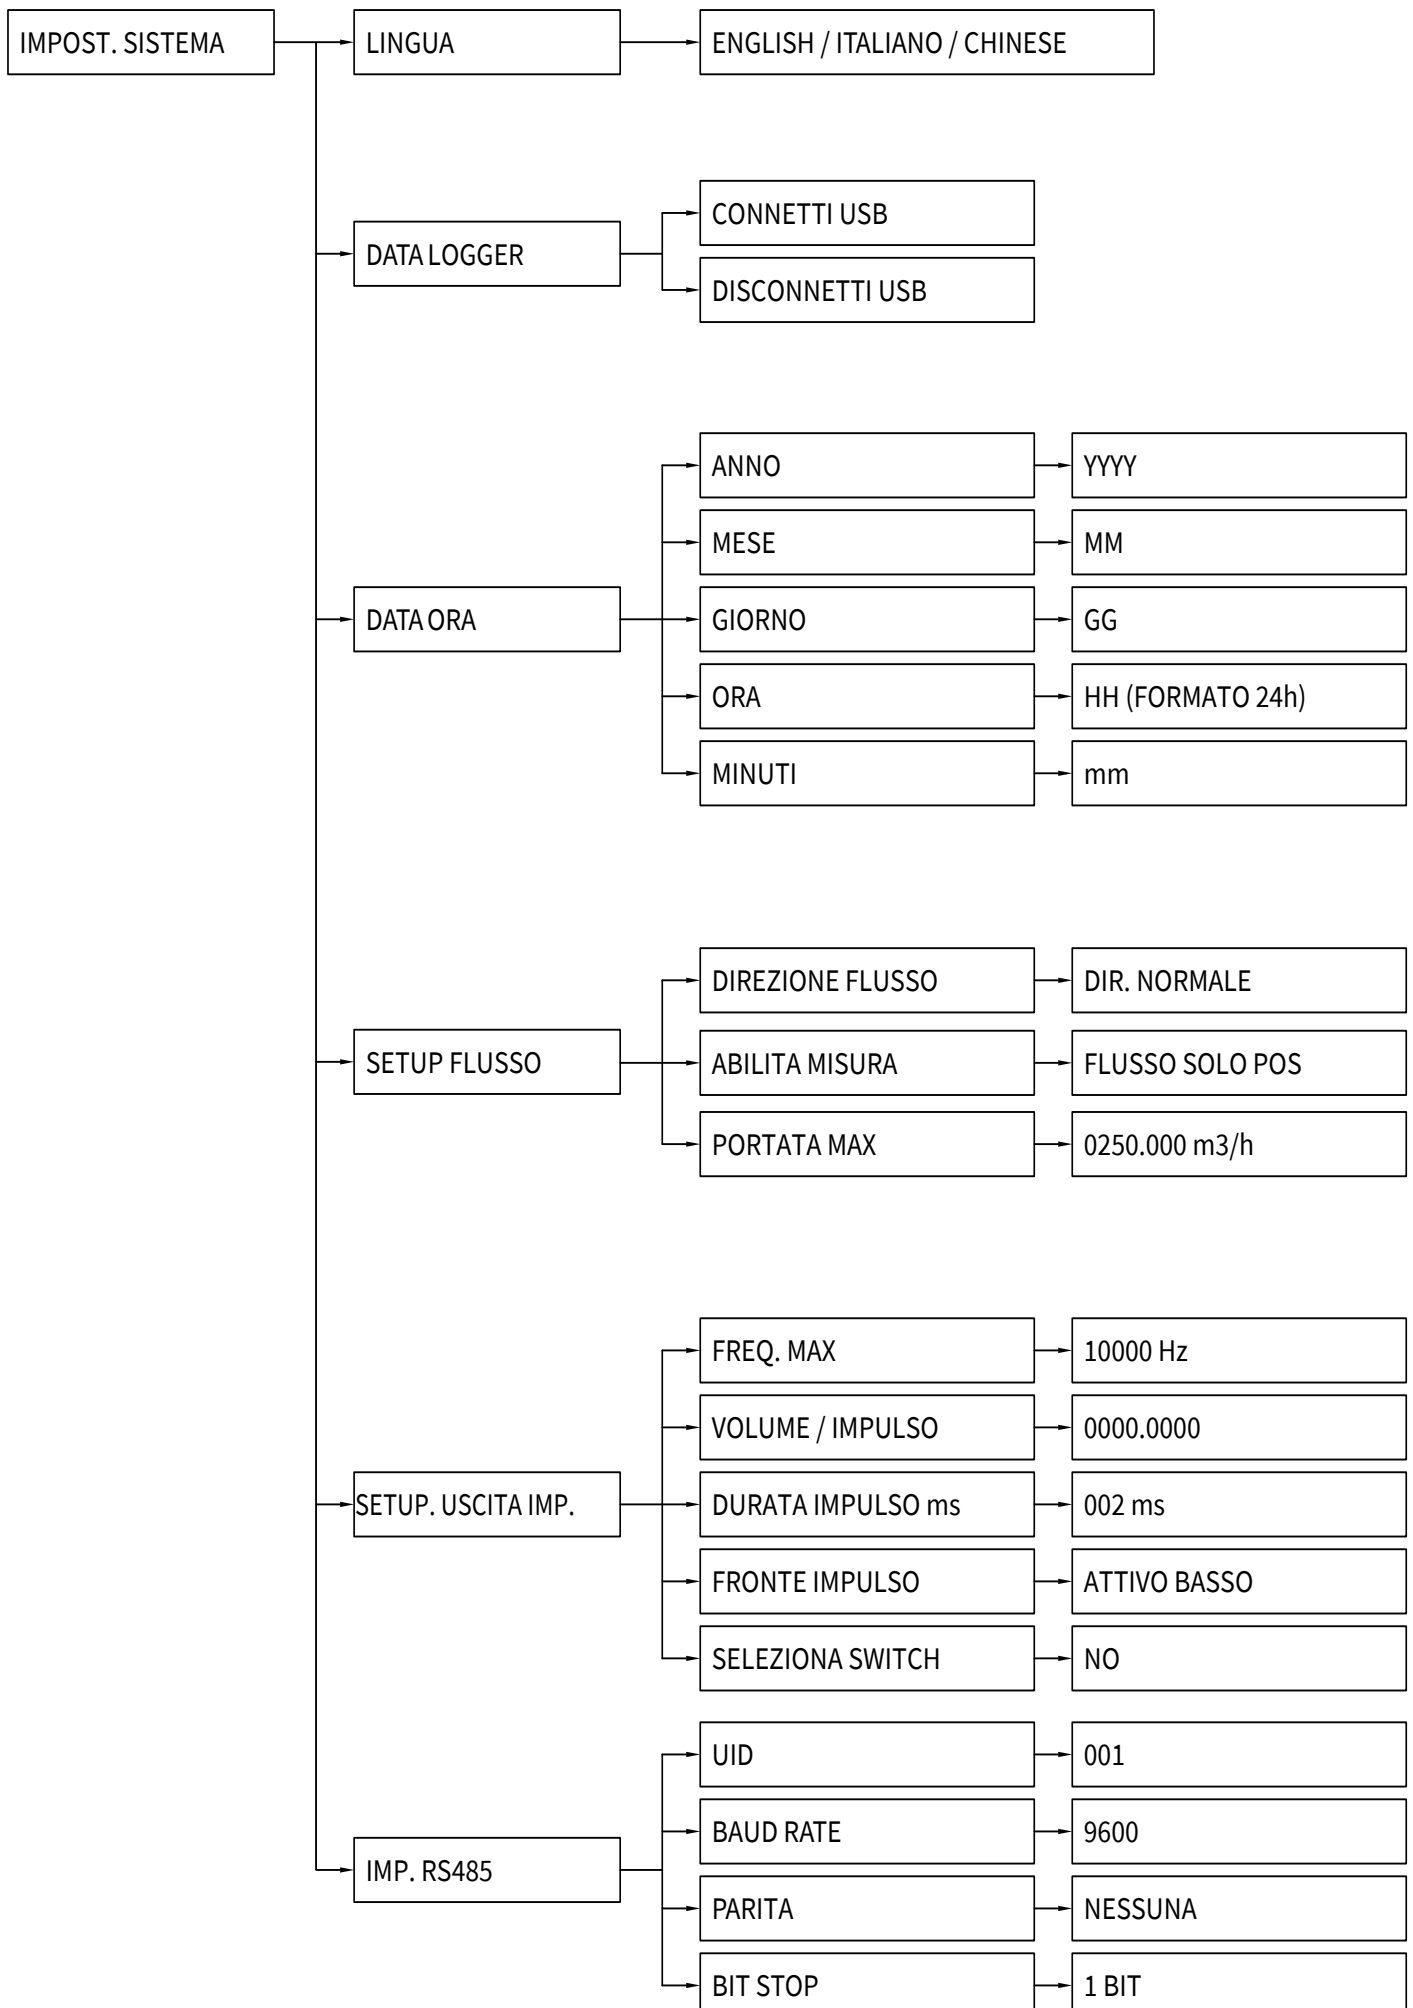 IMPOST. SISTEMA
LINGUA
ENGLISH / ITALIANO / CHINESE
DATA LOGGER
CONNETTI USB
DISCONNETTI USB
DATA ORA
ANNO
YYYY
MESE
MM
GIORNO
GG
ORA
HH (FORMATO 24h)
MINUTI
mm
SETUP FLUSSO
DIREZIONE FLUSSO
DIR. NORMALE
ABILITA MISURA
FLUSSO SOLO POS
PORTATA MAX
0250.000 m3/h
SETUP. USCITA IMP.
FREQ. MAX
10000 Hz
VOLUME / IMPULSO
0000.0000
DURATA IMPULSO ms
002 ms
FRONTE IMPULSO
ATTIVO BASSO
SELEZIONA SWITCH
NO
IMP. RS485
UID
001
BAUD RATE
9600
PARITA
NESSUNA
BIT STOP
1 BIT